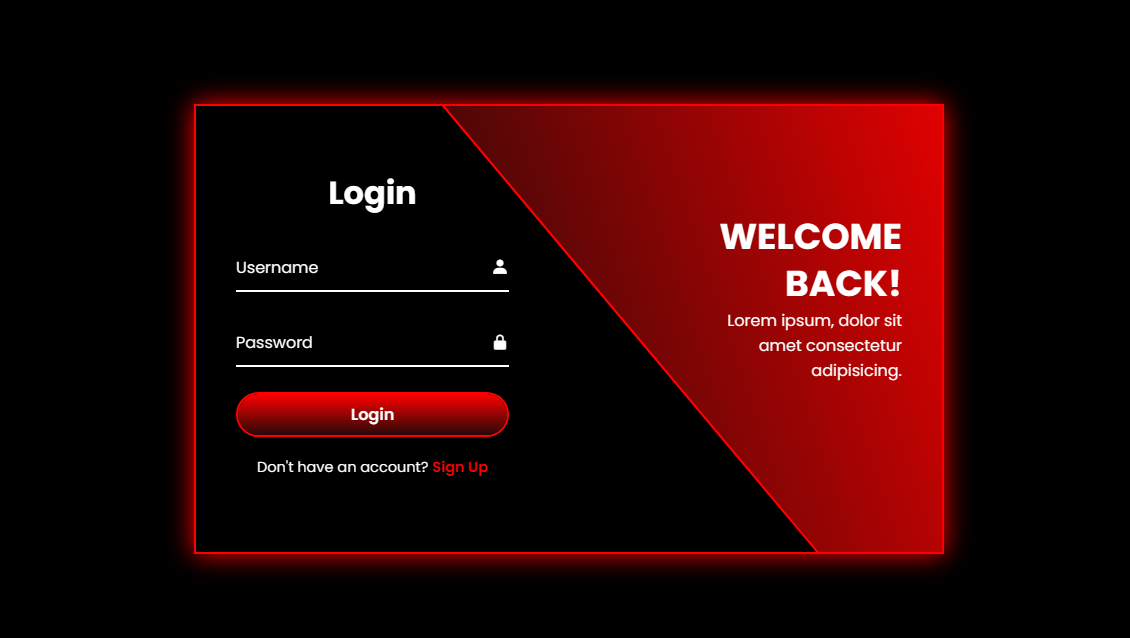 Login
Username
Password
Login
Don't have an account? Sign Up
WELCOME
BACK!
Lorem ipsum, dolor sit
amet consectetur
adipisicing.